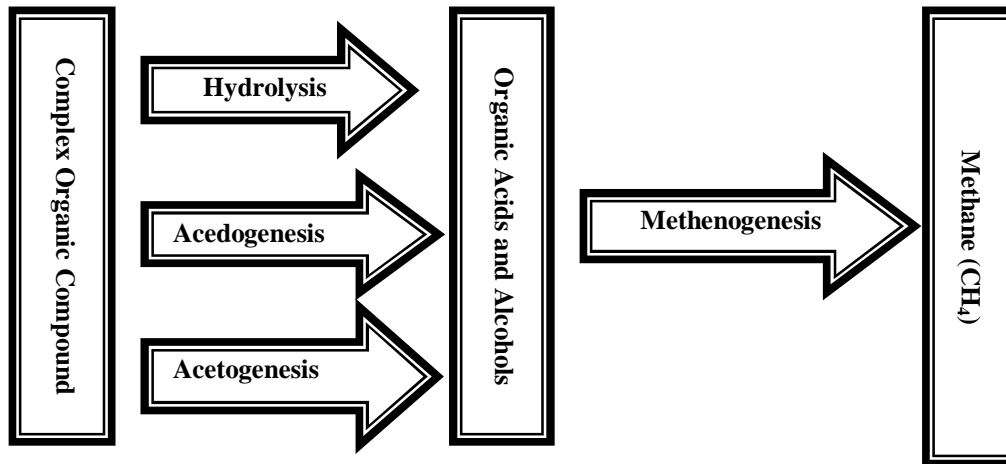 Complex Organic Compound
Hydrolysis
Acedogenesis
Acetogenesis
Organic Acids and Alcohols
Methenogenesis
Methane (CH₄)